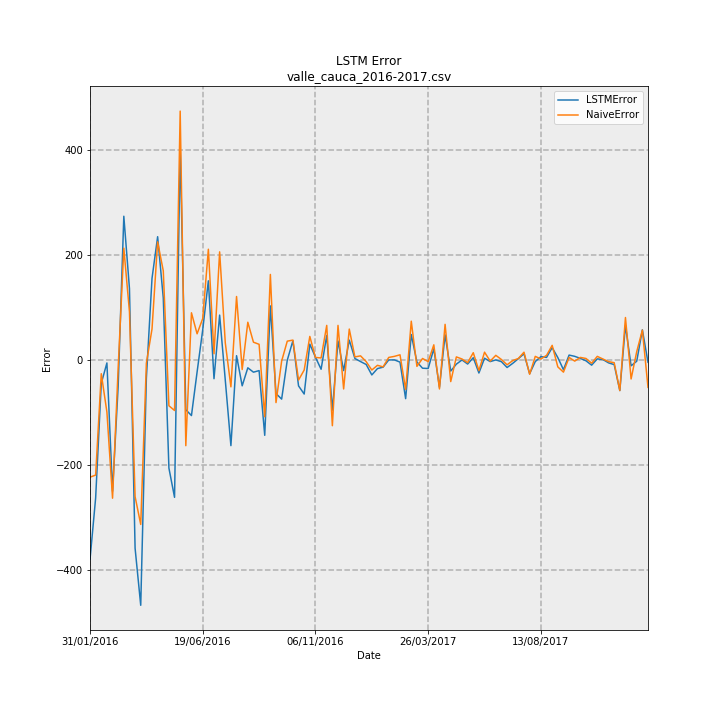 LSTM Error
valle_cauca_2016-2017.csv
LSTMError
NaiveError
400
200
0
−200
−400
Error
31/01/2016
19/06/2016
06/11/2016
26/03/2017
13/08/2017
Date